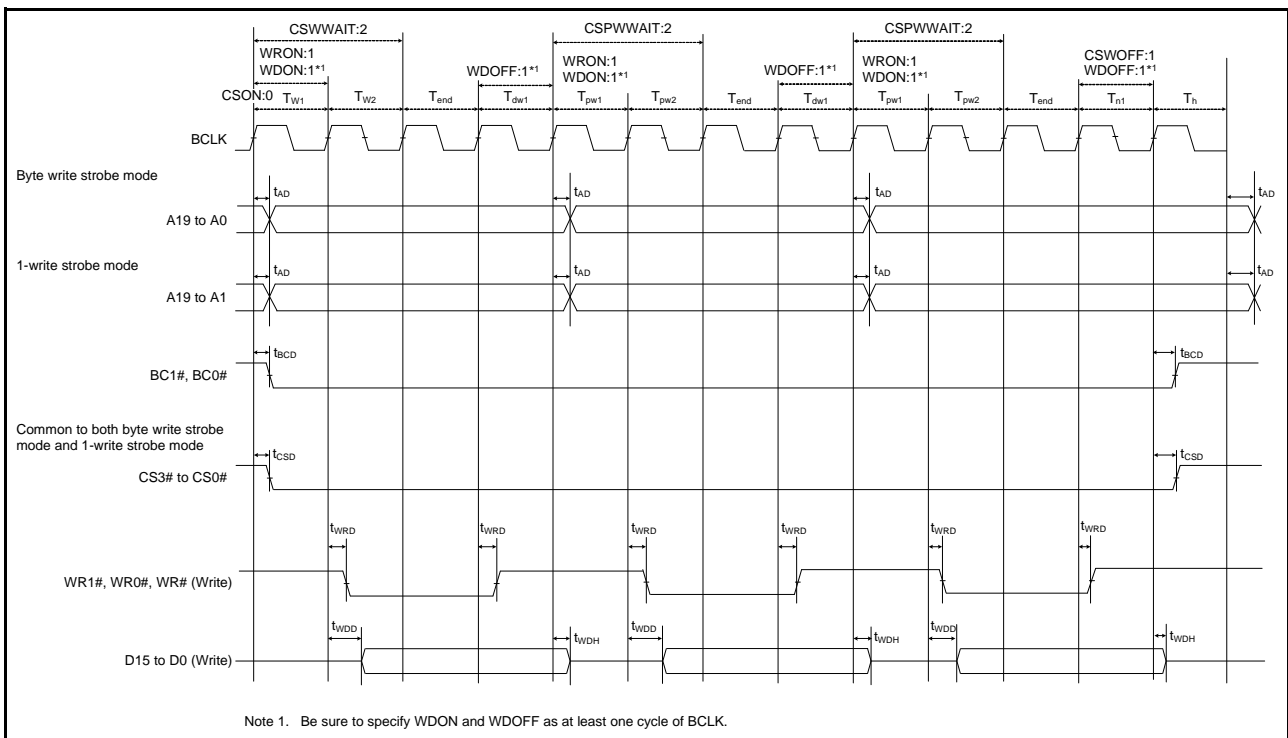 CSWWAIT:2
CSPWWAIT:2
CSPWWAIT:2
WRON:1
WDON:1*1
WDOFF:1*1
WRON:1
WDON:1*1
WDOFF:1*1
WRON:1
WDON:1*1
CSWOFF:1
WDOFF:1*1
CSON:0
TW1 TW2 Tend Tdw1 Tpw1 Tpw2 Tend Tdw1 Tpw1 Tpw2 Tend Tn1 Th
BCLK
Byte write strobe mode
tAD tAD tAD tAD
A19 to A0
1-write strobe mode
tAD tAD tAD tAD
A19 to A1
tBCD tBCD
BC1#, BC0#
Common to both byte write strobe
mode and 1-write strobe mode
tCSD tCSD
CS3# to CS0#
tWRD tWRD tWRD tWRD tWRD tWRD
WR1#, WR0#, WR# (Write)
tWDD tWDH tWDD tWDH tWDD tWDH
D15 to D0 (Write)
Note 1. Be sure to specify WDON and WDOFF as at least one cycle of BCLK.